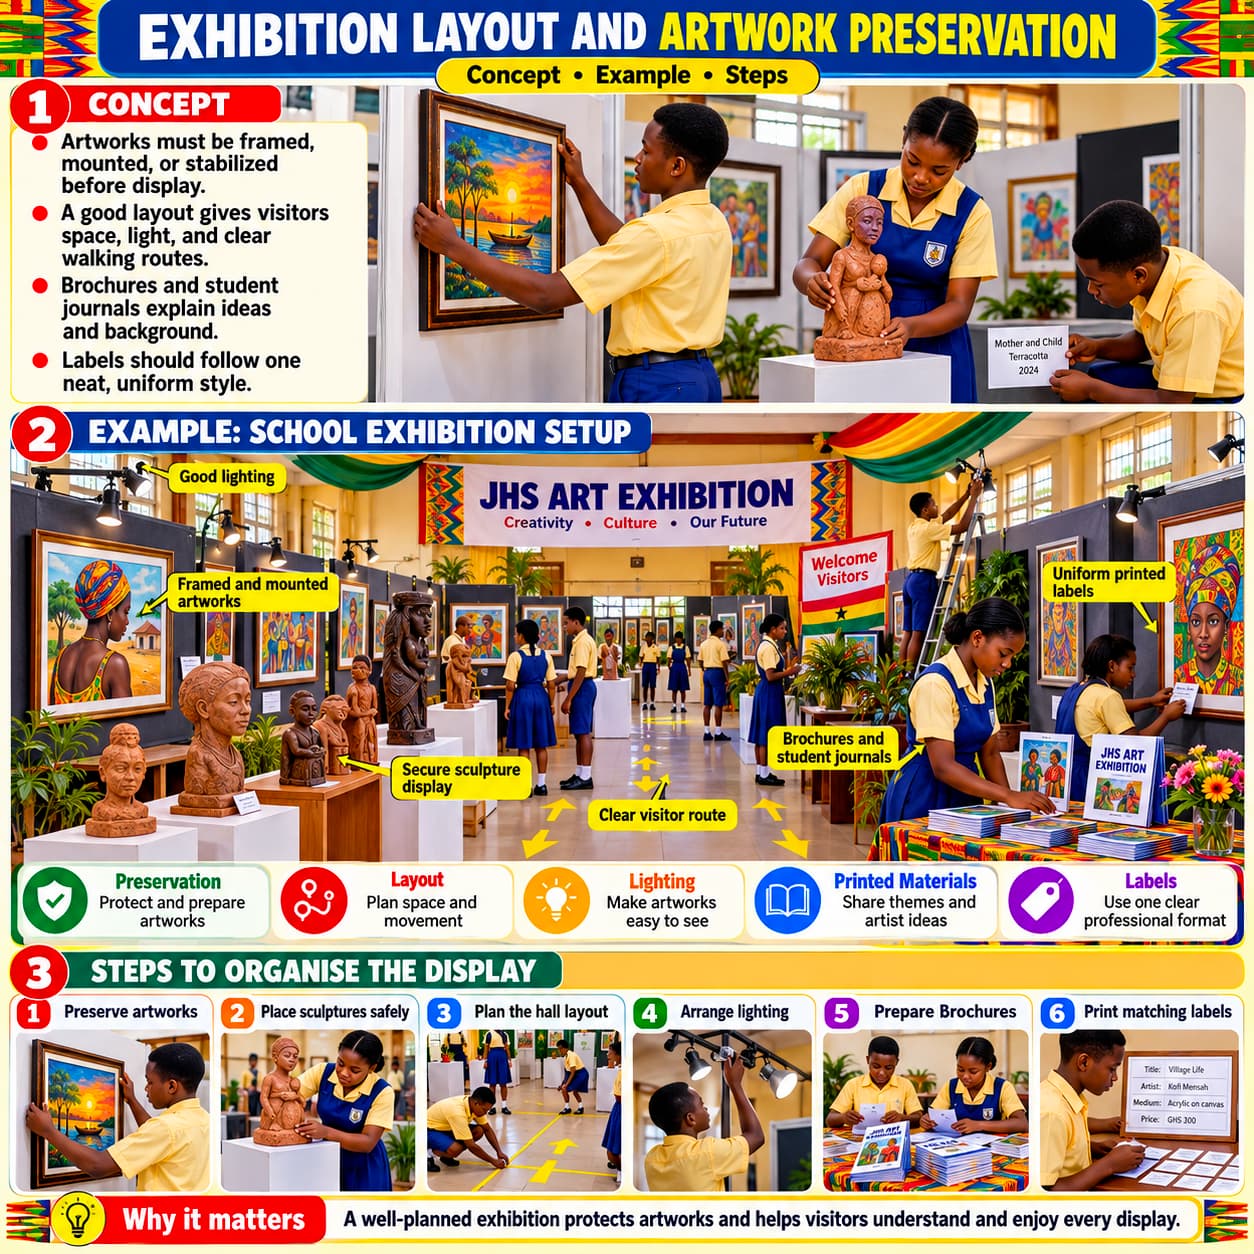 EXHIBITION LAYOUT AND ARTWORK PRESERVATION
Concept • Example • Steps
1 CONCEPT
Artworks must be framed,
mounted, or stabilized
before display.
A good layout gives visitors
space, light, and clear
walking routes.
Brochures and student
journals explain ideas
and background.
Labels should follow one
neat, uniform style.
Mother and Child
Terracotta
2024
2 EXAMPLE: SCHOOL EXHIBITION SETUP
Good lighting
JHS ART EXHIBITION
Creativity • Culture • Our Future
Welcome
Visitors
Framed and mounted
artworks
Uniform printed
labels
Secure sculpture
display
Brochures and
student journals
Clear visitor route
JHS ART
EXHIBITION
Preservation
Protect and prepare
artworks
Layout
Plan space and
movement
Lighting
Make artworks
easy to see
Printed Materials
Share themes and
artist ideas
Labels
Use one clear
professional format
3 STEPS TO ORGANISE THE DISPLAY
1 Preserve artworks
2 Place sculptures safely
3 Plan the hall layout
4 Arrange lighting
5 Prepare Brochures
JHS ART
EXHIBITION
6 Print matching labels
Title: Village Life
Artist: Kofi Mensah
Medium: Acrylic on canvas
Price: GHS 300
Why it matters
A well-planned exhibition protects artworks and helps visitors understand and enjoy every display.